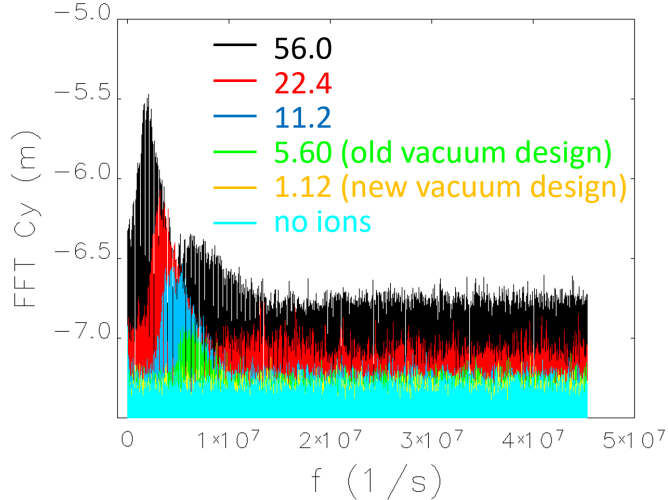 FFT Cy (m)
-5.0
-5.5
-6.0
-6.5
-7.0
56.0
22.4
11.2
5.60 (old vacuum design)
1.12 (new vacuum design)
no ions
0 1×10⁷ 2×10⁷ 3×10⁷ 4×10⁷ 5×10⁷
f (1/s)